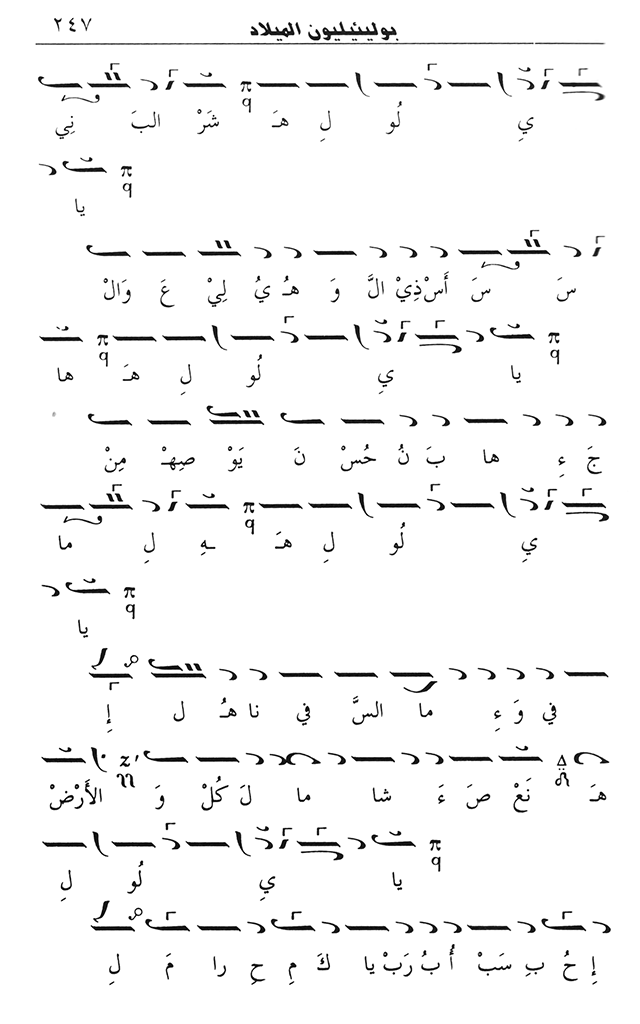 بوليئيليون الميلاد ٢٤٧
يِ لُو لِ هـَ شَرْ البَ نِي
يا
سَ سَ أَسْذِيْ الَّ وَ هـُ يُ لِيْ عَ وَالْ
يا يِ لُو لِ هـَ ها
جَ ءِ ها بَ نُ حُسْ نَ يَوْ صِهـْ مِنْ
يِ لُو لِ هـَ ـهِ لِ ما
يا
في وَ ءِ ما السَّ في نا هـُ ل إِ
هـَ نَعْ صَ ءَ شا ما لَ كُلْ وَ الأَرْضْ
يا يِ لُو لِ
إِ حُ بِ سَبْ أُ بُ رَبْ يا كَ مِ حِ را مَ لِ